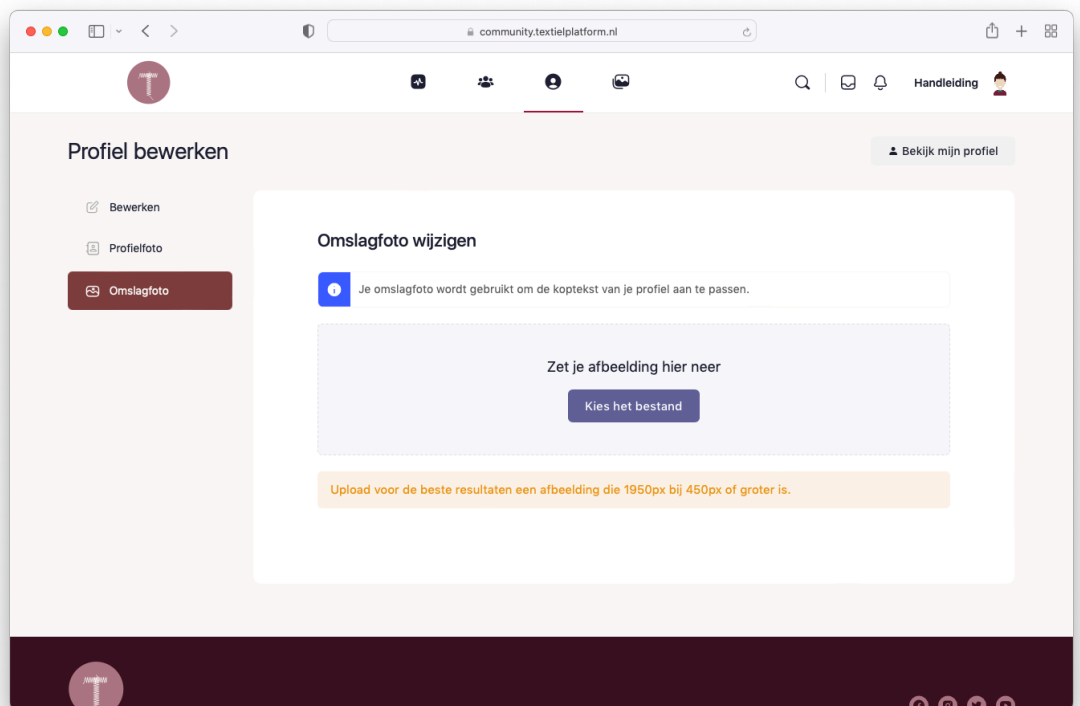 community.textielplatform.nl
Handleiding
Profiel bewerken
Bekijk mijn profiel
Bewerken
Profielfoto
Omslagfoto
Omslagfoto wijzigen
Je omslagfoto wordt gebruikt om de koptekst van je profiel aan te passen.
Zet je afbeelding hier neer
Kies het bestand
Upload voor de beste resultaten een afbeelding die 1950px bij 450px of groter is.